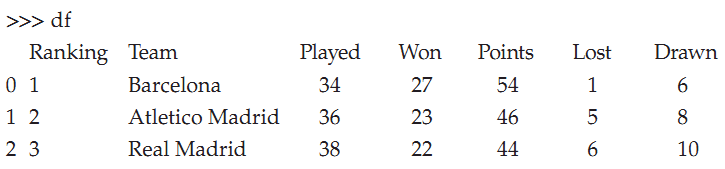 >>> df
Ranking Team Played Won Points Lost Drawn
0 1 Barcelona 34 27 54 1 6
1 2 Atletico Madrid 36 23 46 5 8
2 3 Real Madrid 38 22 44 6 10